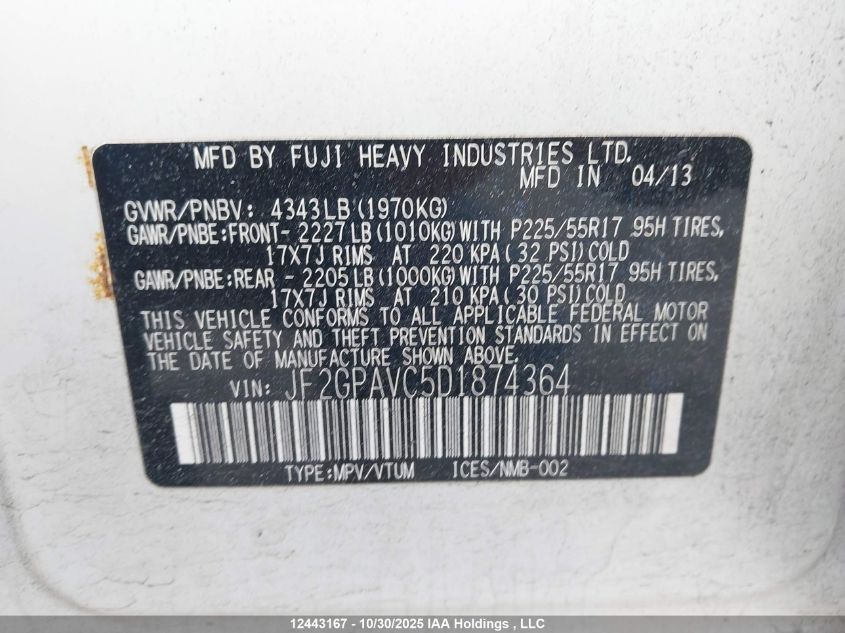 MFD BY FUJI HEAVY INDUSTRIES LTD.
MFD IN 04/13
GVWR/PNBV: 4343LB(1970KG)
GAWR/PNBE:FRONT- 2227LB(1010KG)WITH P225/55R17 95H TIRES,
17X7J RIMS AT 220 KPA(32 PSI)COLD
GAWR/PNBE:REAR - 2205LB(1000KG)WITH P225/55R17 95H TIRES,
17X7J RIMS AT 210 KPA(30 PSI)COLD
THIS VEHICLE CONFORMS TO ALL APPLICABLE FEDERAL MOTOR
VEHICLE SAFETY AND THEFT PREVENTION STANDARDS IN EFFECT ON
THE DATE OF MANUFACTURE SHOWN ABOVE.
VIN: JF2GPAVC5D1874364
TYPE:MPV/VTUM ICES/NMB-002
12443167 - 10/30/2025 IAA Holdings , LLC